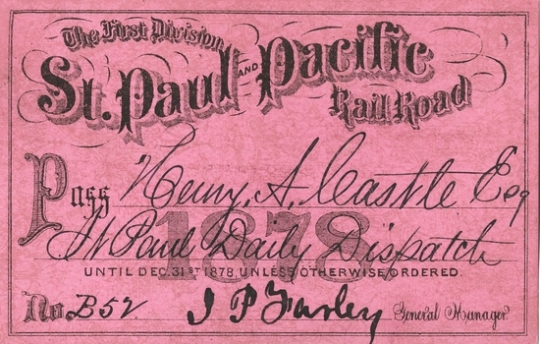 The First Division
St. Paul AND Pacific
Rail Road
Pass Henry, A, Castle Esq
1878
St Paul Daily Dispatch
UNTIL DEC. 31ST 1878 UNLESS OTHERWISE ORDERED.
No. B52 J P Farley General Manager.